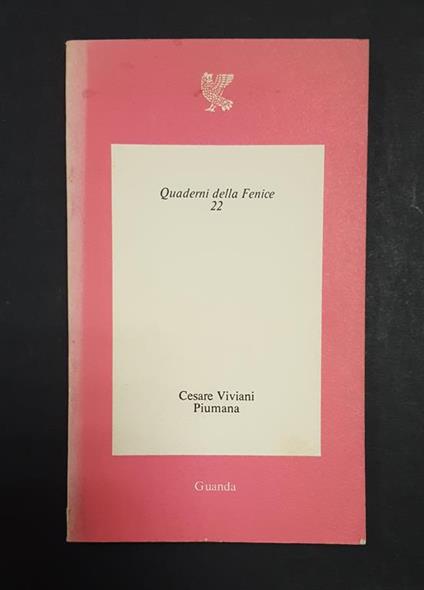 Quaderni della Fenice
22
Cesare Viviani
Piumana
Guanda